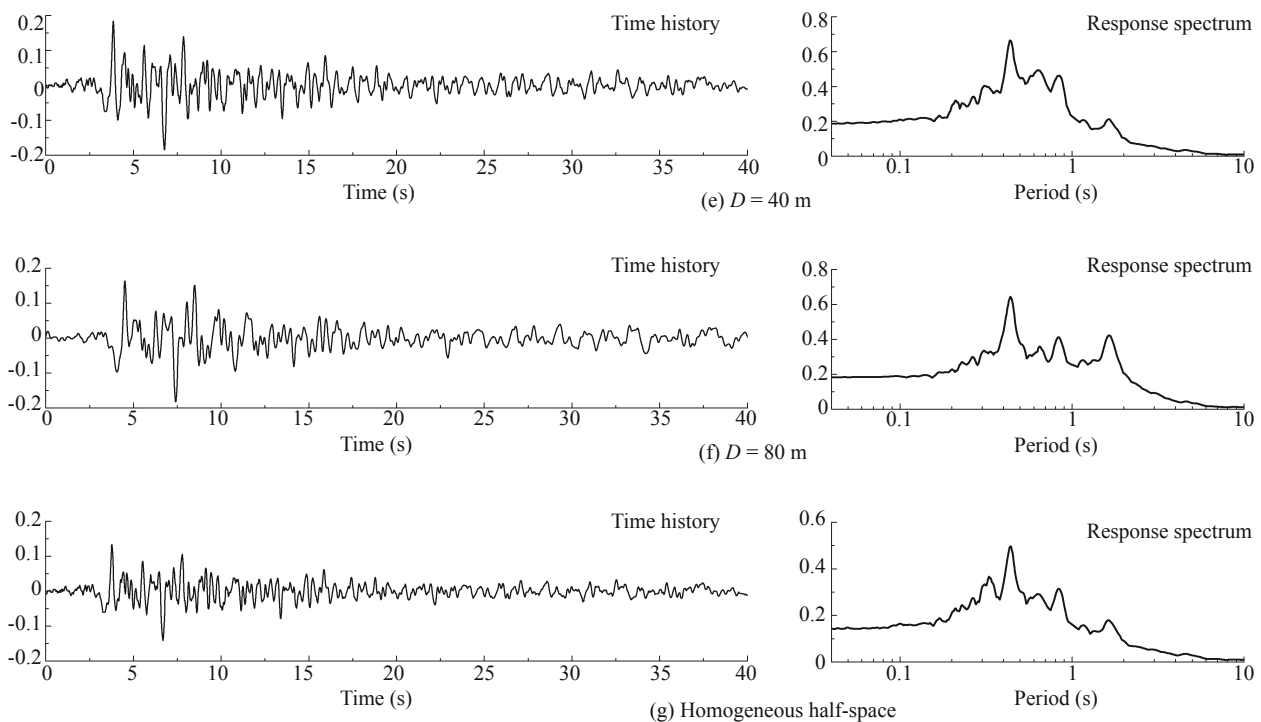 0.2
Time history
0.1
0
-0.1
-0.2
0 5 10 15 20 25 30 35 40
Time (s)
0.8
Response spectrum
0.6
0.4
0.2
0
0.1 1 10
Period (s)
(e) D = 40 m
0.2
Time history
0.1
0
-0.1
-0.2
0 5 10 15 20 25 30 35 40
Time (s)
0.8
Response spectrum
0.6
0.4
0.2
0
0.1 1 10
Period (s)
(f) D = 80 m
0.2
Time history
0.1
0
-0.1
-0.2
0 5 10 15 20 25 30 35 40
Time (s)
0.6
Response spectrum
0.4
0.2
0
0.1 1 10
Period (s)
(g) Homogeneous half-space